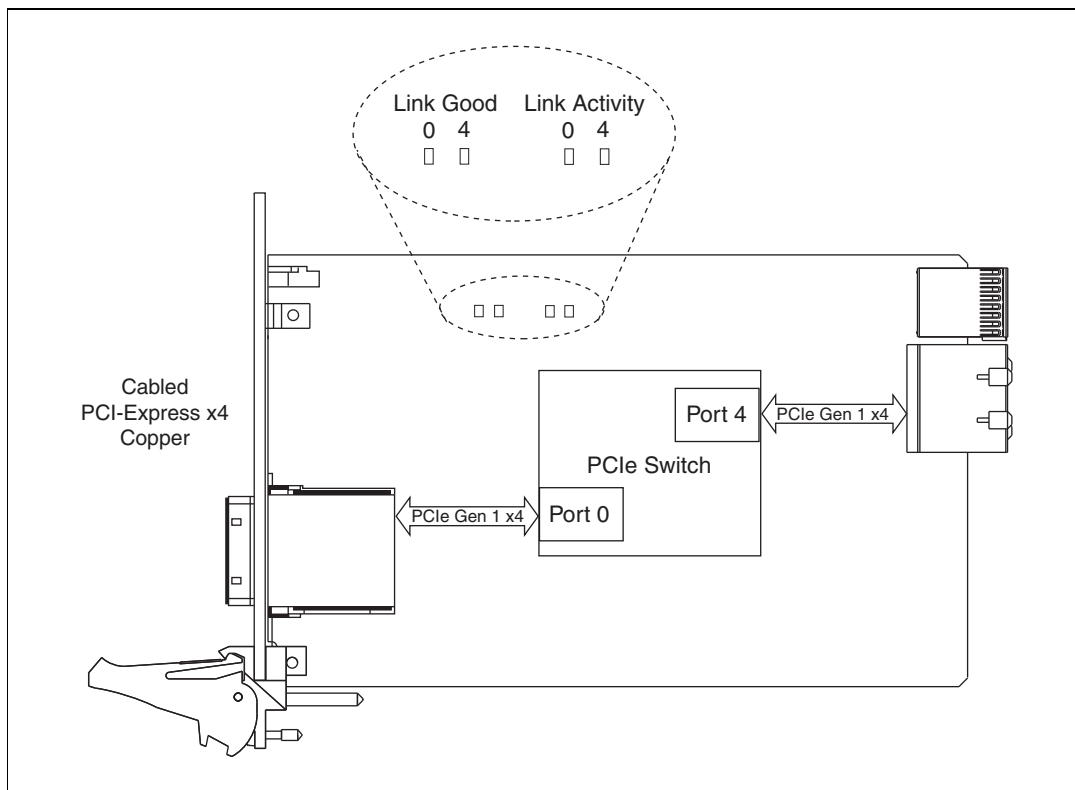 Link Good Link Activity
0 4 0 4
Cabled
PCI-Express x4
Copper
Port 4
PCIe Gen 1 x4
PCIe Switch
PCIe Gen 1 x4
Port 0